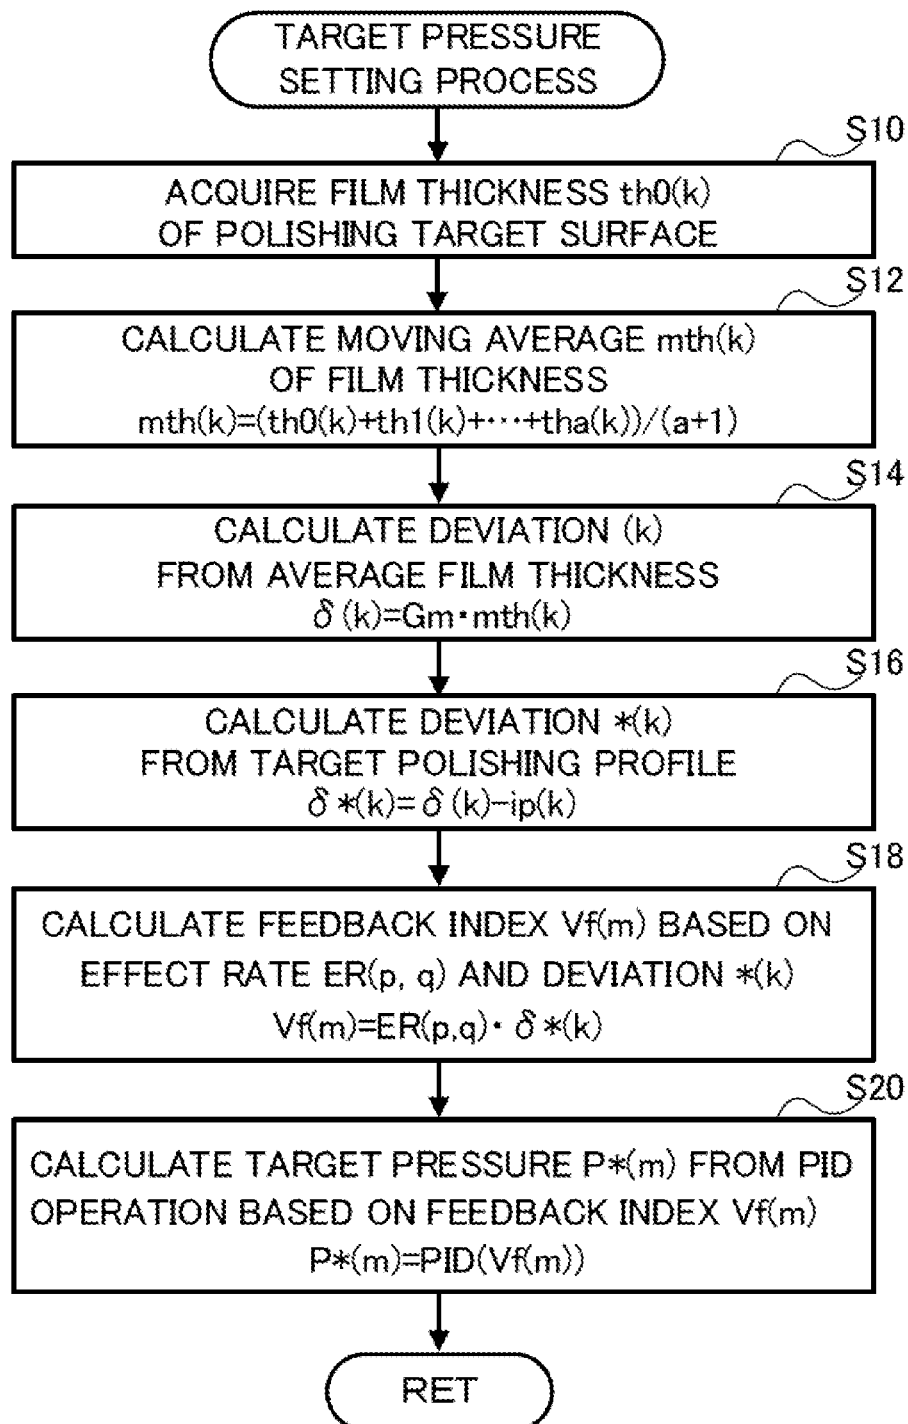 TARGET PRESSURE
SETTING PROCESS
S10
ACQUIRE FILM THICKNESS th0(k)
OF POLISHING TARGET SURFACE
S12
CALCULATE MOVING AVERAGE mth(k)
OF FILM THICKNESS
mth(k)=(th0(k)+th1(k)+···+tha(k))/(a+1)
S14
CALCULATE DEVIATION (k)
FROM AVERAGE FILM THICKNESS
δ(k)=Gm·mth(k)
S16
CALCULATE DEVIATION *(k)
FROM TARGET POLISHING PROFILE
δ*(k)=δ(k)-ip(k)
S18
CALCULATE FEEDBACK INDEX Vf(m) BASED ON
EFFECT RATE ER(p, q) AND DEVIATION *(k)
Vf(m)=ER(p,q)·δ*(k)
S20
CALCULATE TARGET PRESSURE P*(m) FROM PID
OPERATION BASED ON FEEDBACK INDEX Vf(m)
P*(m)=PID(Vf(m))
RET